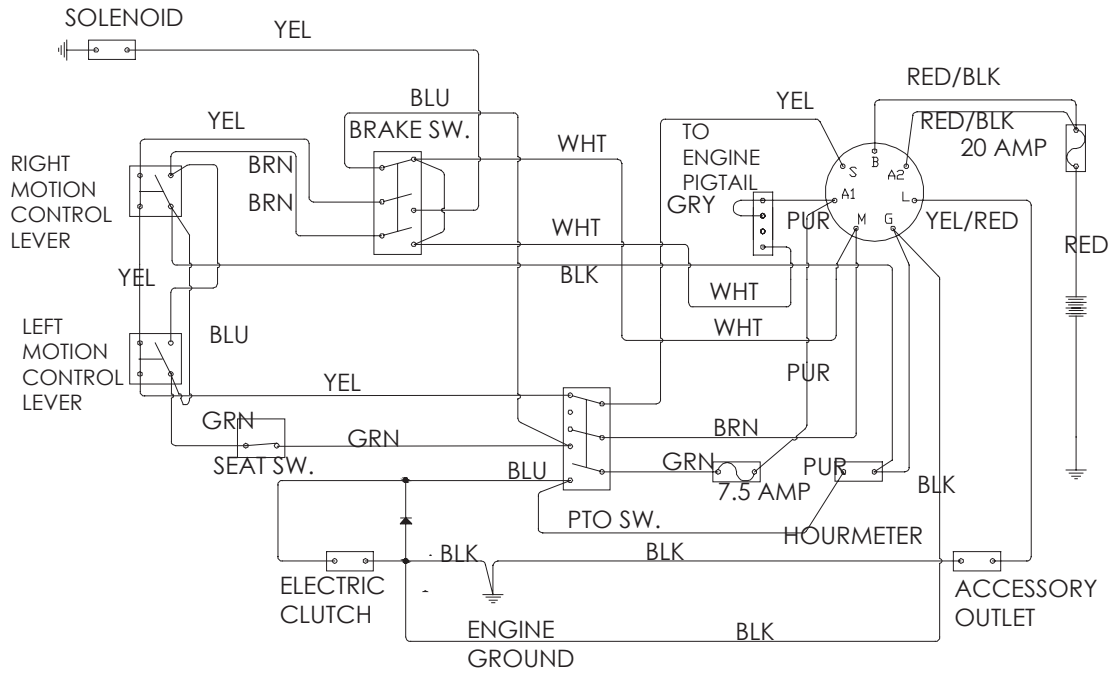 SOLENOID
YEL
RED/BLK
BLU
YEL
YEL
BRAKE SW.
WHT
TO
ENGINE
PIGTAIL
RED/BLK
20 AMP
RIGHT
MOTION
CONTROL
LEVER
BRN
BRN
GRY
B
S
A2
A1
L
M
G
PUR
YEL/RED
WHT
RED
YEL
BLK
WHT
WHT
LEFT
MOTION
CONTROL
LEVER
BLU
YEL
PUR
GRN
GRN
BRN
SEAT SW.
BLU
GRN
7.5 AMP
PUR
BLK
PTO SW.
HOURMETER
BLK
BLK
ELECTRIC
CLUTCH
ACCESSORY
OUTLET
ENGINE
GROUND
BLK